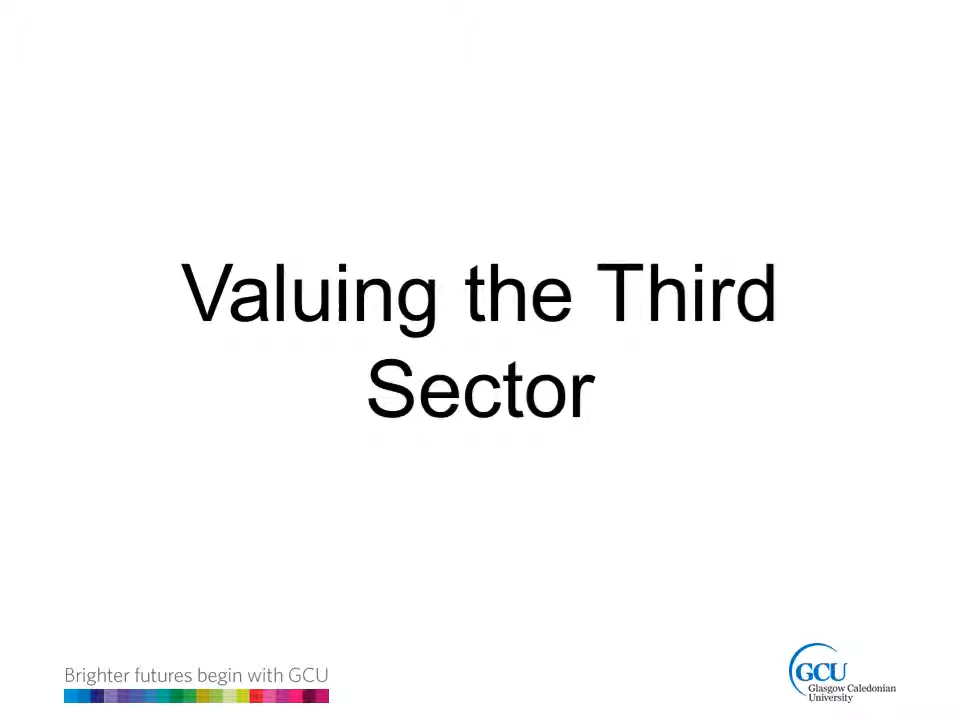 Valuing the Third
Sector
Brighter futures begin with GCU
GCU
Glasgow Caledonian
University